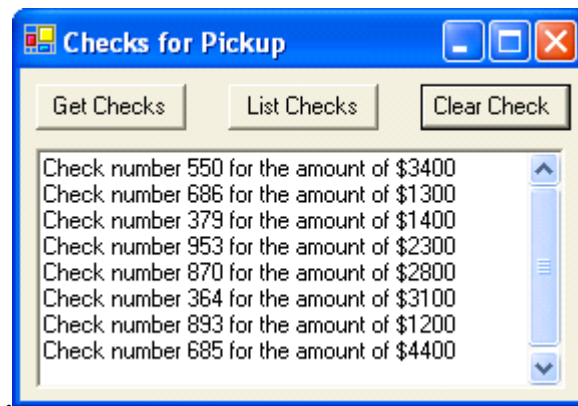 Checks for Pickup
Get Checks List Checks Clear Check
Check number 550 for the amount of $3400
Check number 686 for the amount of $1300
Check number 379 for the amount of $1400
Check number 953 for the amount of $2300
Check number 870 for the amount of $2800
Check number 364 for the amount of $3100
Check number 893 for the amount of $1200
Check number 685 for the amount of $4400